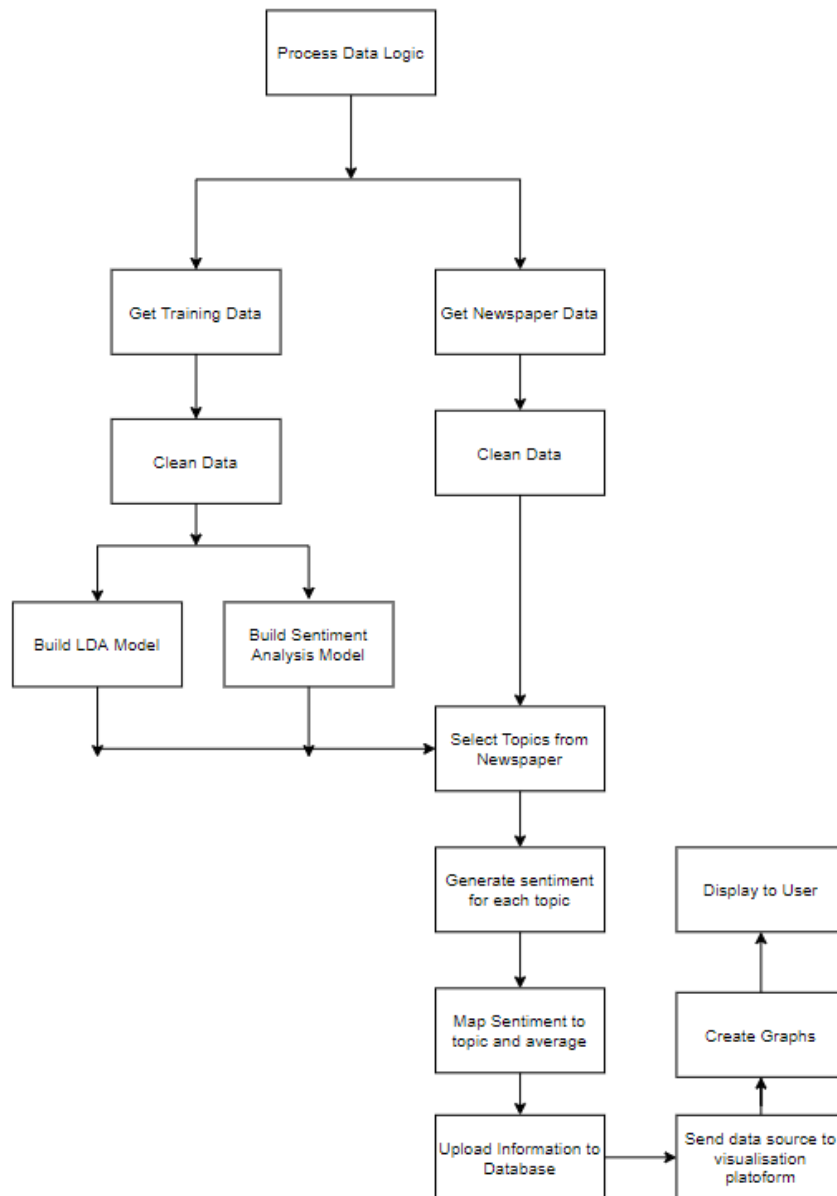 Process Data Logic
Get Training Data
Get Newspaper Data
Clean Data
Clean Data
Build LDA Model
Build Sentiment
Analysis Model
Select Topics from
Newspaper
Generate sentiment
for each topic
Display to User
Map Sentiment to
topic and average
Create Graphs
Upload Information to
Database
Send data source to
visualisation
platoform